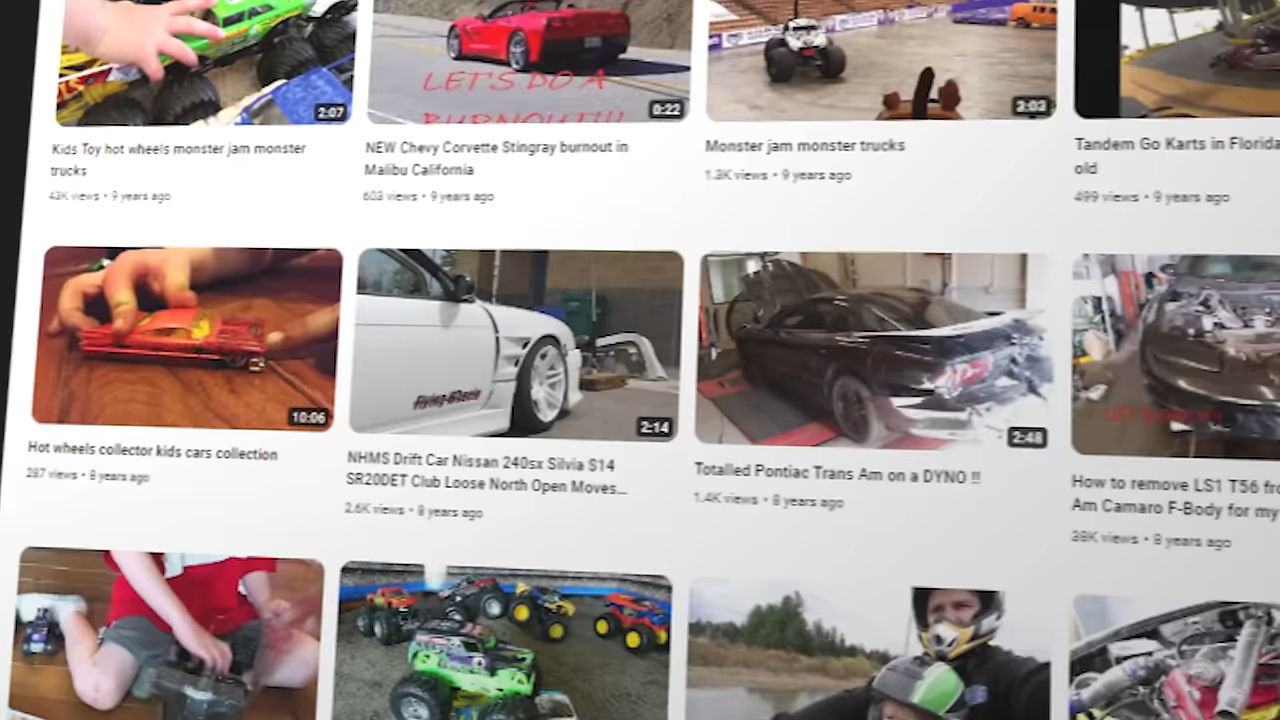 2:07
LET'S DO A
BURNOUT!!!
0:22
2:03
Kids Toy hot wheels monster jam monster
trucks
43K views • 9 years ago
NEW Chevy Corvette Stingray burnout in
Malibu California
603 views • 9 years ago
Monster jam monster trucks
1.3K views • 9 years ago
Tandem Go Karts in Florida
old
499 views • 9 years ago
10:06
2:14
2:48
Hot wheels collector kids cars collection
287 views • 8 years ago
NHMS Drift Car Nissan 240sx Silvia S14
SR20DET Club Loose North Open Moves...
2.6K views • 8 years ago
Totalled Pontiac Trans Am on a DYNO !!
1.4K views • 8 years ago
How to remove LS1 T56 fro
Am Camaro F-Body for my
38K views • 8 years ago